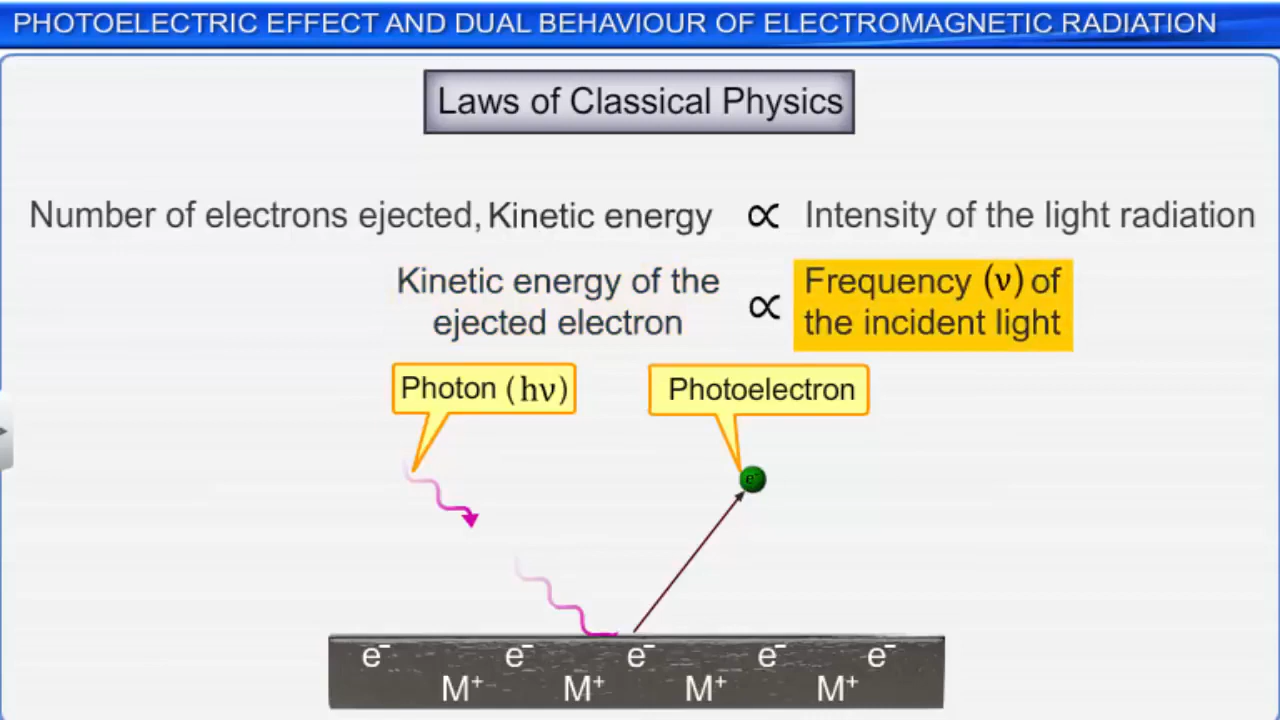 PHOTOELECTRIC EFFECT AND DUAL BEHAVIOUR OF ELECTROMAGNETIC RADIATION
Laws of Classical Physics
Number of electrons ejected, Kinetic energy ∝ Intensity of the light radiation
Kinetic energy of the
ejected electron
∝
Frequency (ν) of
the incident light
Photon (hν)
Photoelectron
e⁻
e⁻ e⁻ e⁻ e⁻ e⁻
M⁺ M⁺ M⁺ M⁺